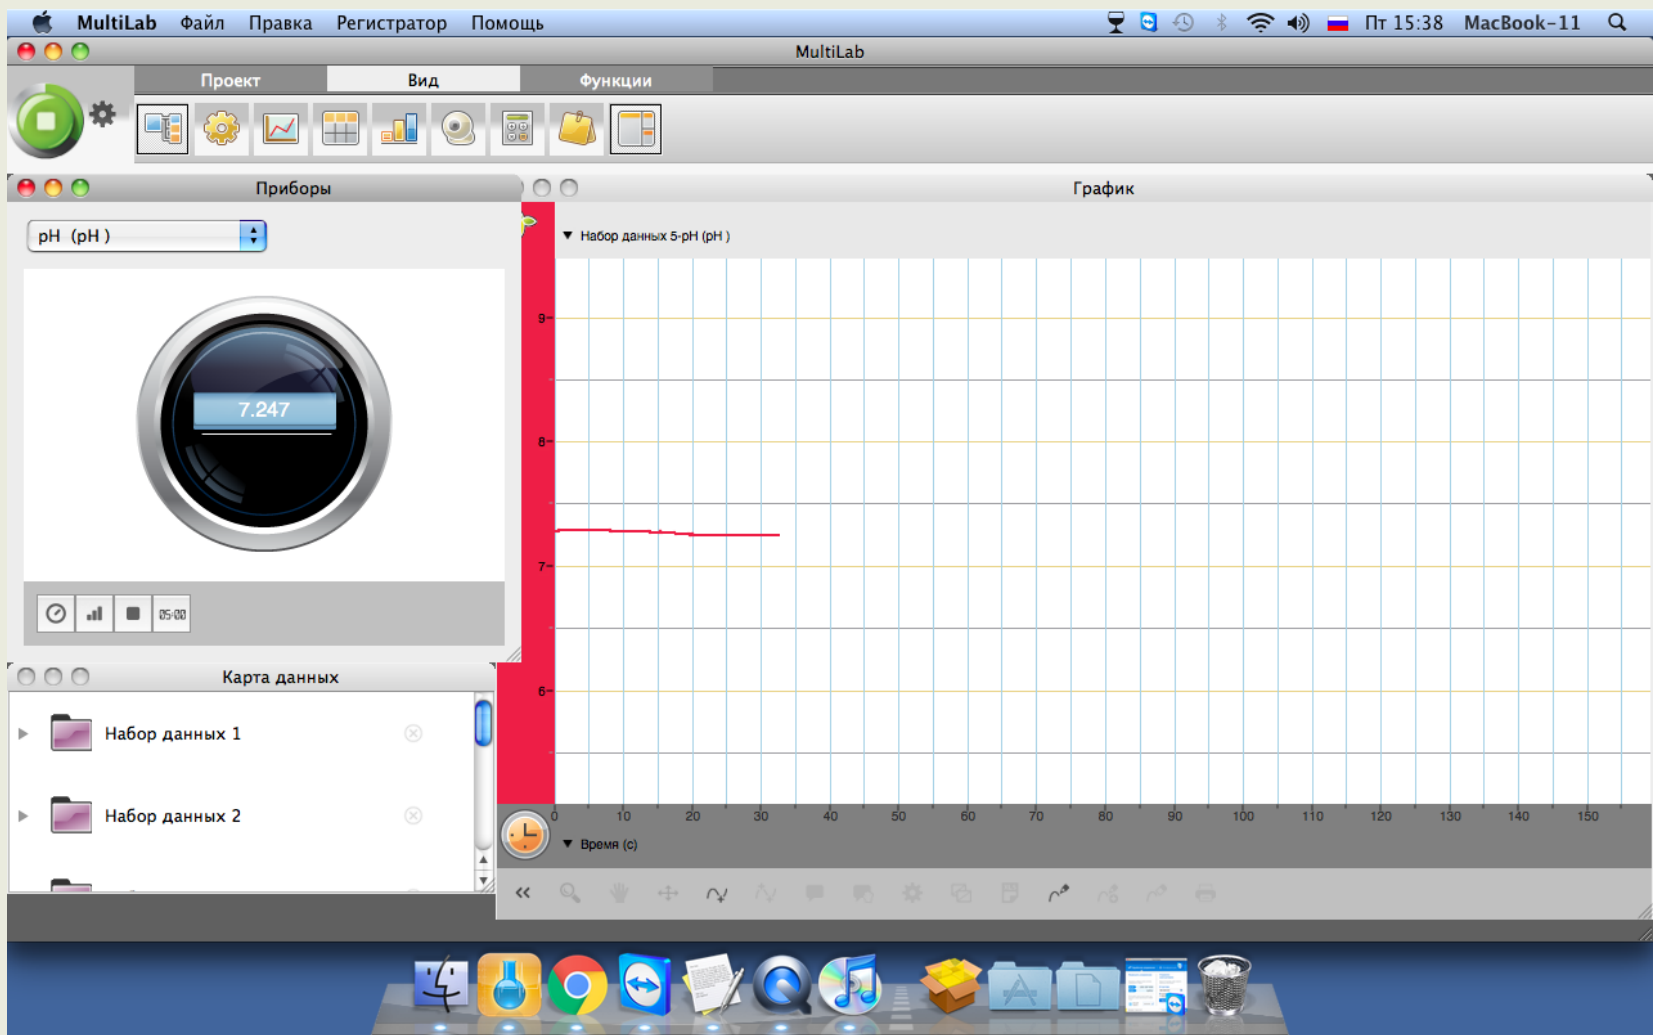 MultiLab Файл Правка Регистратор Помощь Пт 15:38 MacBook-11
MultiLab
Проект Вид Функции
Приборы
pH (pH )
7.247
05:00
График
Набор данных 5-pH (pH )
9
8
7
6
0 10 20 30 40 50 60 70 80 90 100 110 120 130 140 150
Время (с)
Карта данных
Набор данных 1
Набор данных 2